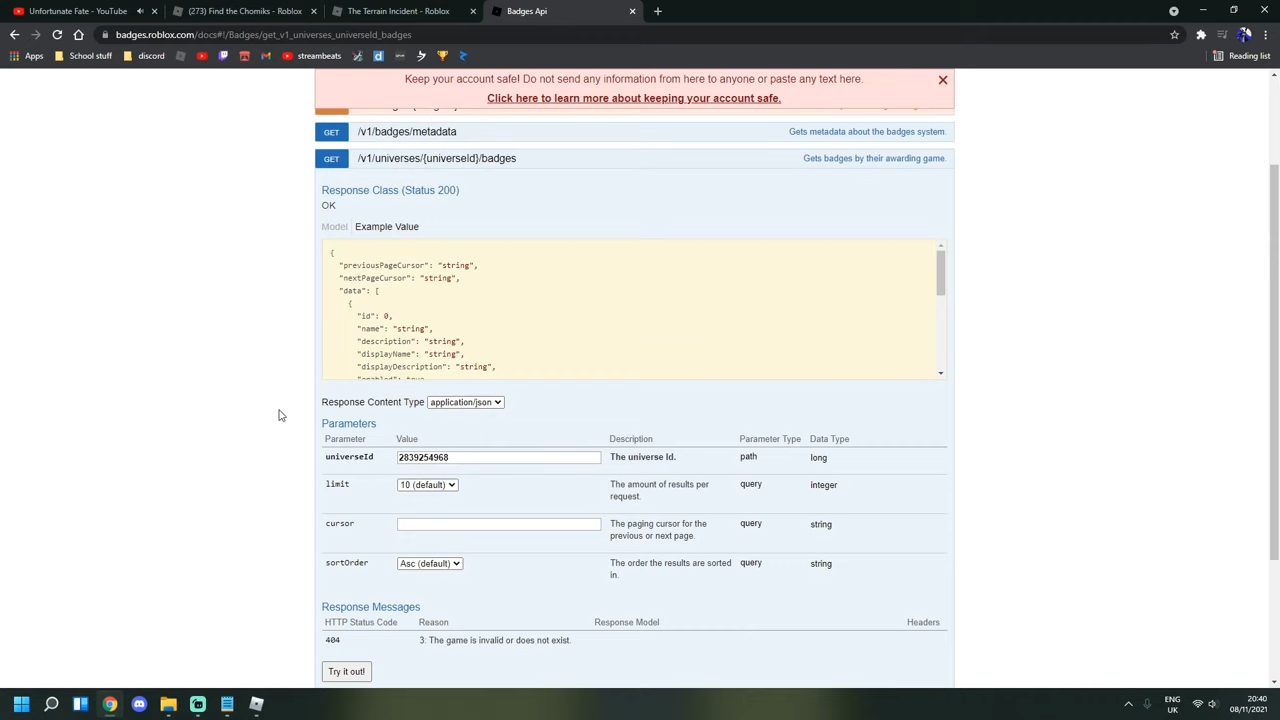 Unfortunate Fate - YouTube
(273) Find the Chomiks - Roblox
The Terrain Incident - Roblox
Badges Api
badges.roblox.com/docs#!/Badges/get_v1_universes_universeId_badges
Apps
School stuff
discord
streambeats
Reading list
Keep your account safe! Do not send any information from here to anyone or paste any text here.
Click here to learn more about keeping your account safe.
GET /v1/badges/metadata Gets metadata about the badges system.
GET /v1/universes/{universeId}/badges Gets badges by their awarding game.
Response Class (Status 200)
OK
Model Example Value
{
"previousPageCursor": "string",
"nextPageCursor": "string",
"data": [
{
"id": 0,
"name": "string",
"description": "string",
"displayName": "string",
"displayDescription": "string",
"enabled": true,
Response Content Type application/json
Parameters
Parameter Value Description Parameter Type Data Type
universeId 2839254968 The universe Id. path long
limit 10 (default) The amount of results per request. query integer
cursor The paging cursor for the previous or next page. query string
sortOrder Asc (default) The order the results are sorted in. query string
Response Messages
HTTP Status Code Reason Response Model Headers
404 3: The game is invalid or does not exist.
Try it out!
ENG
UK
20:40
08/11/2021